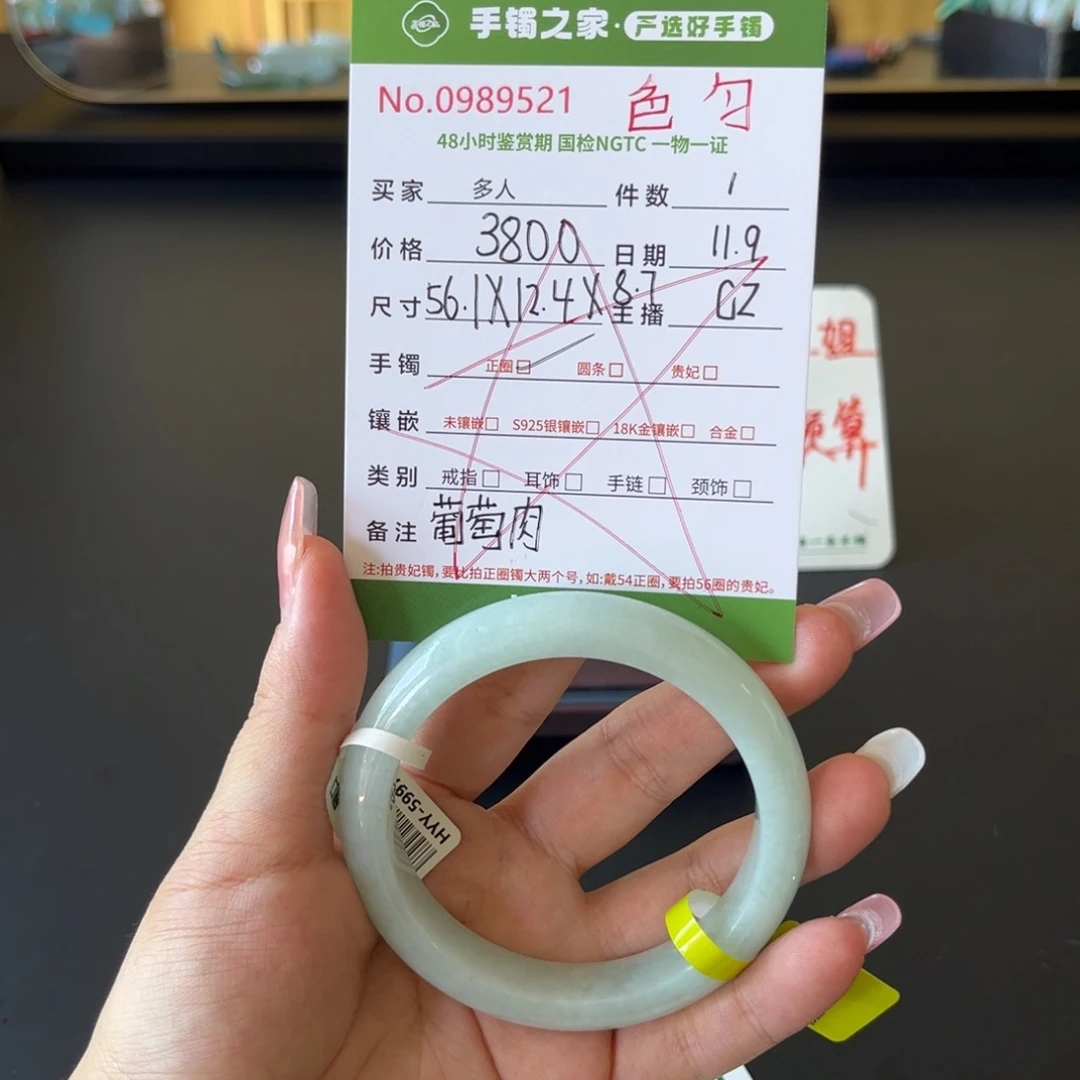 手镯之家·严选好手镯
No.0989521 色匀
48小时鉴赏期 国检NGTC 一物一证
买家 多人 件数 1
价格 3800 日期 11.9
尺寸 56.1X12.4X8.7 主播 CZ
手镯 正圈□ 圆条□ 贵妃□
镶嵌 未镶嵌□ S925银镶嵌□ 18K金镶嵌□ 合金□
类别 戒指□ 耳饰□ 手链□ 颈饰□
备注 葡萄肉
注:拍贵妃镯,要比拍正圈镯大两个号,如:戴54正圈,要拍56圈的贵妃。
姐
预算
HYY-599